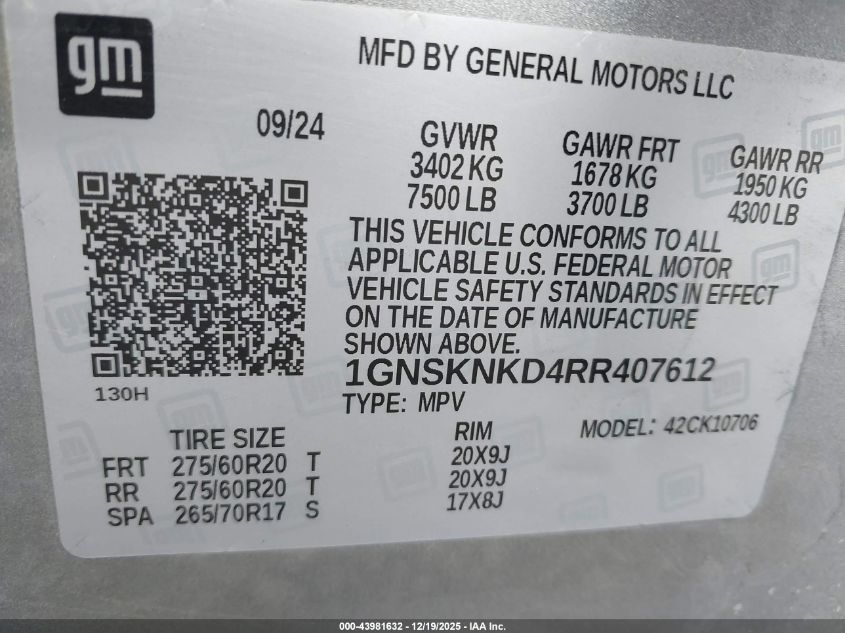 gm
MFD BY GENERAL MOTORS LLC
09/24
GVWR GAWR FRT GAWR RR
3402 KG 1678 KG 1950 KG
7500 LB 3700 LB 4300 LB
THIS VEHICLE CONFORMS TO ALL
APPLICABLE U.S. FEDERAL MOTOR
VEHICLE SAFETY STANDARDS IN EFFECT
ON THE DATE OF MANUFACTURE
SHOWN ABOVE.
1GNSKNKD4RR407612
130H
TYPE: MPV
MODEL: 42CK10706
TIRE SIZE RIM
FRT 275/60R20 T 20X9J
RR 275/60R20 T 20X9J
SPA 265/70R17 S 17X8J
000-43981632 - 12/19/2025 - IAA Inc.